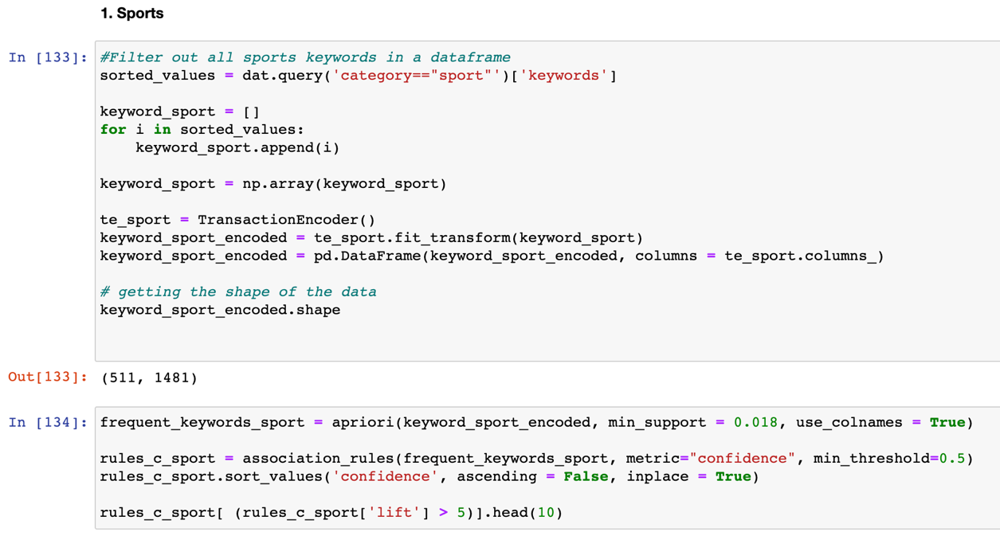 1. Sports
In [133]:
#Filter out all sports keywords in a dataframe
sorted_values = dat.query('category=="sport"')['keywords']
keyword_sport = []
for i in sorted_values:
    keyword_sport.append(i)
keyword_sport = np.array(keyword_sport)
te_sport = TransactionEncoder()
keyword_sport_encoded = te_sport.fit_transform(keyword_sport)
keyword_sport_encoded = pd.DataFrame(keyword_sport_encoded, columns = te_sport.columns_)
# getting the shape of the data
keyword_sport_encoded.shape
Out[133]: (511, 1481)
In [134]:
frequent_keywords_sport = apriori(keyword_sport_encoded, min_support = 0.018, use_colnames = True)
rules_c_sport = association_rules(frequent_keywords_sport, metric="confidence", min_threshold=0.5)
rules_c_sport.sort_values('confidence', ascending = False, inplace = True)
rules_c_sport[ (rules_c_sport['lift'] > 5)].head(10)